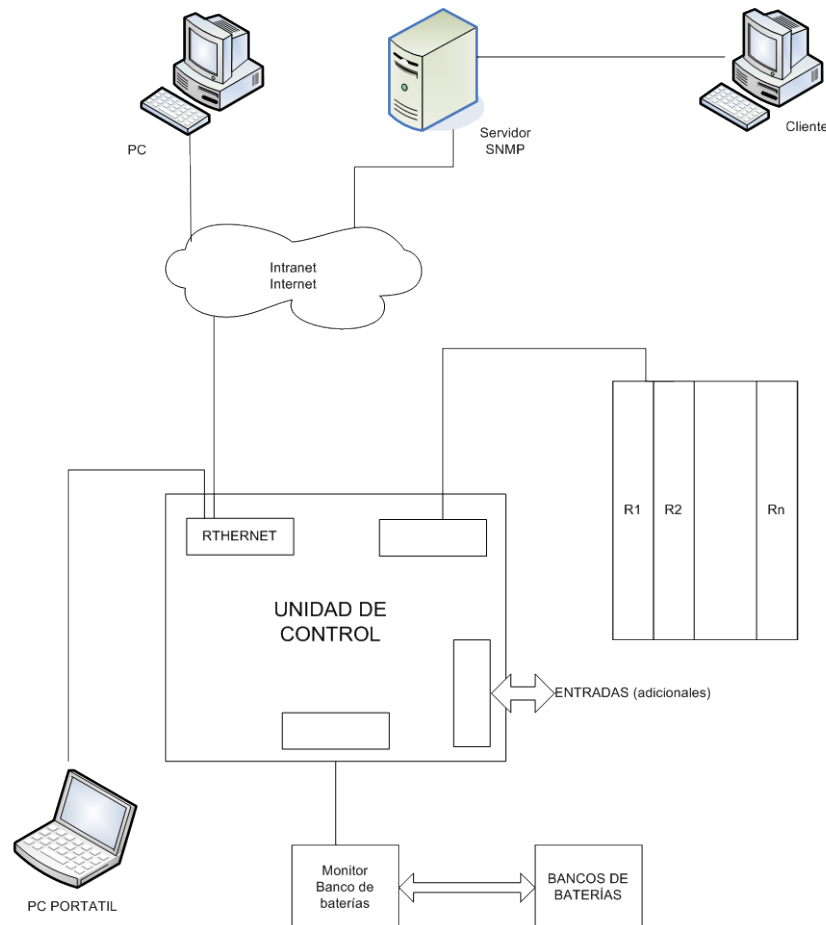 PC
Servidor
SNMP
Cliente
Intranet
Internet
R1
R2
Rn
RTHERNET
UNIDAD DE
CONTROL
ENTRADAS (adicionales)
PC PORTATIL
Monitor
Banco de
baterías
BANCOS DE
BATERÍAS